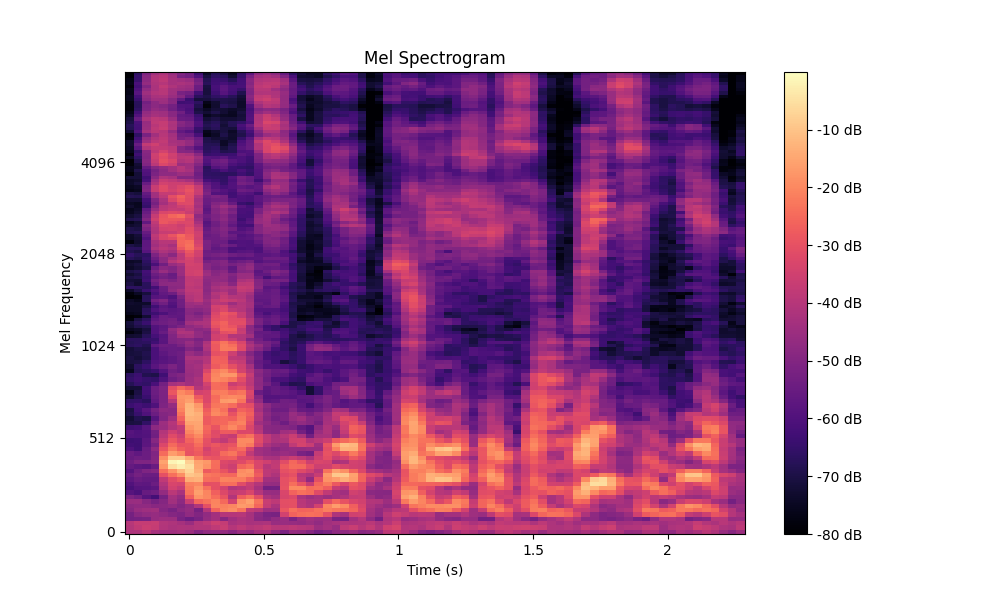 Mel Spectrogram
Mel Frequency
4096
2048
1024
512
0
0
0.5
1
1.5
2
Time (s)
-10 dB
-20 dB
-30 dB
-40 dB
-50 dB
-60 dB
-70 dB
-80 dB